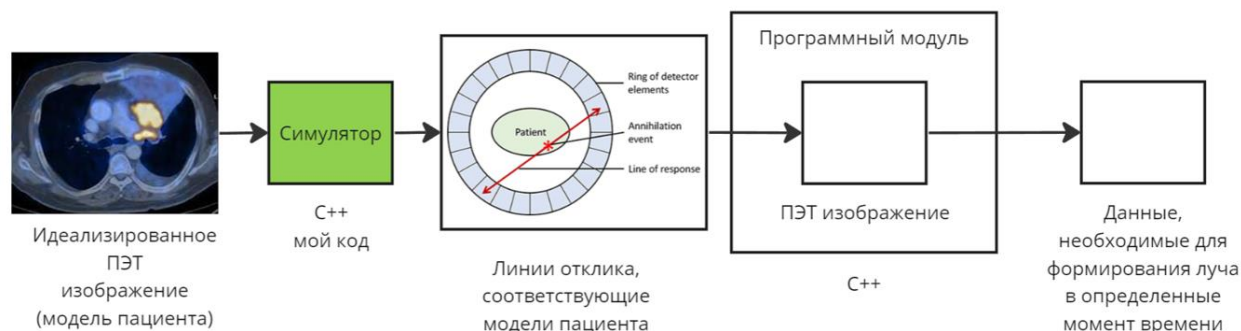 Идеализированное
ПЭТ
изображение
(модель пациента)
Симулятор
C++
мой код
Ring of detector
elements
Patient
Annihilation
event
Line of response
Линии отклика,
соответствующие
модели пациента
Программный модуль
ПЭТ изображение
C++
Данные,
необходимые для
формирования луча
в определенные
момент времени